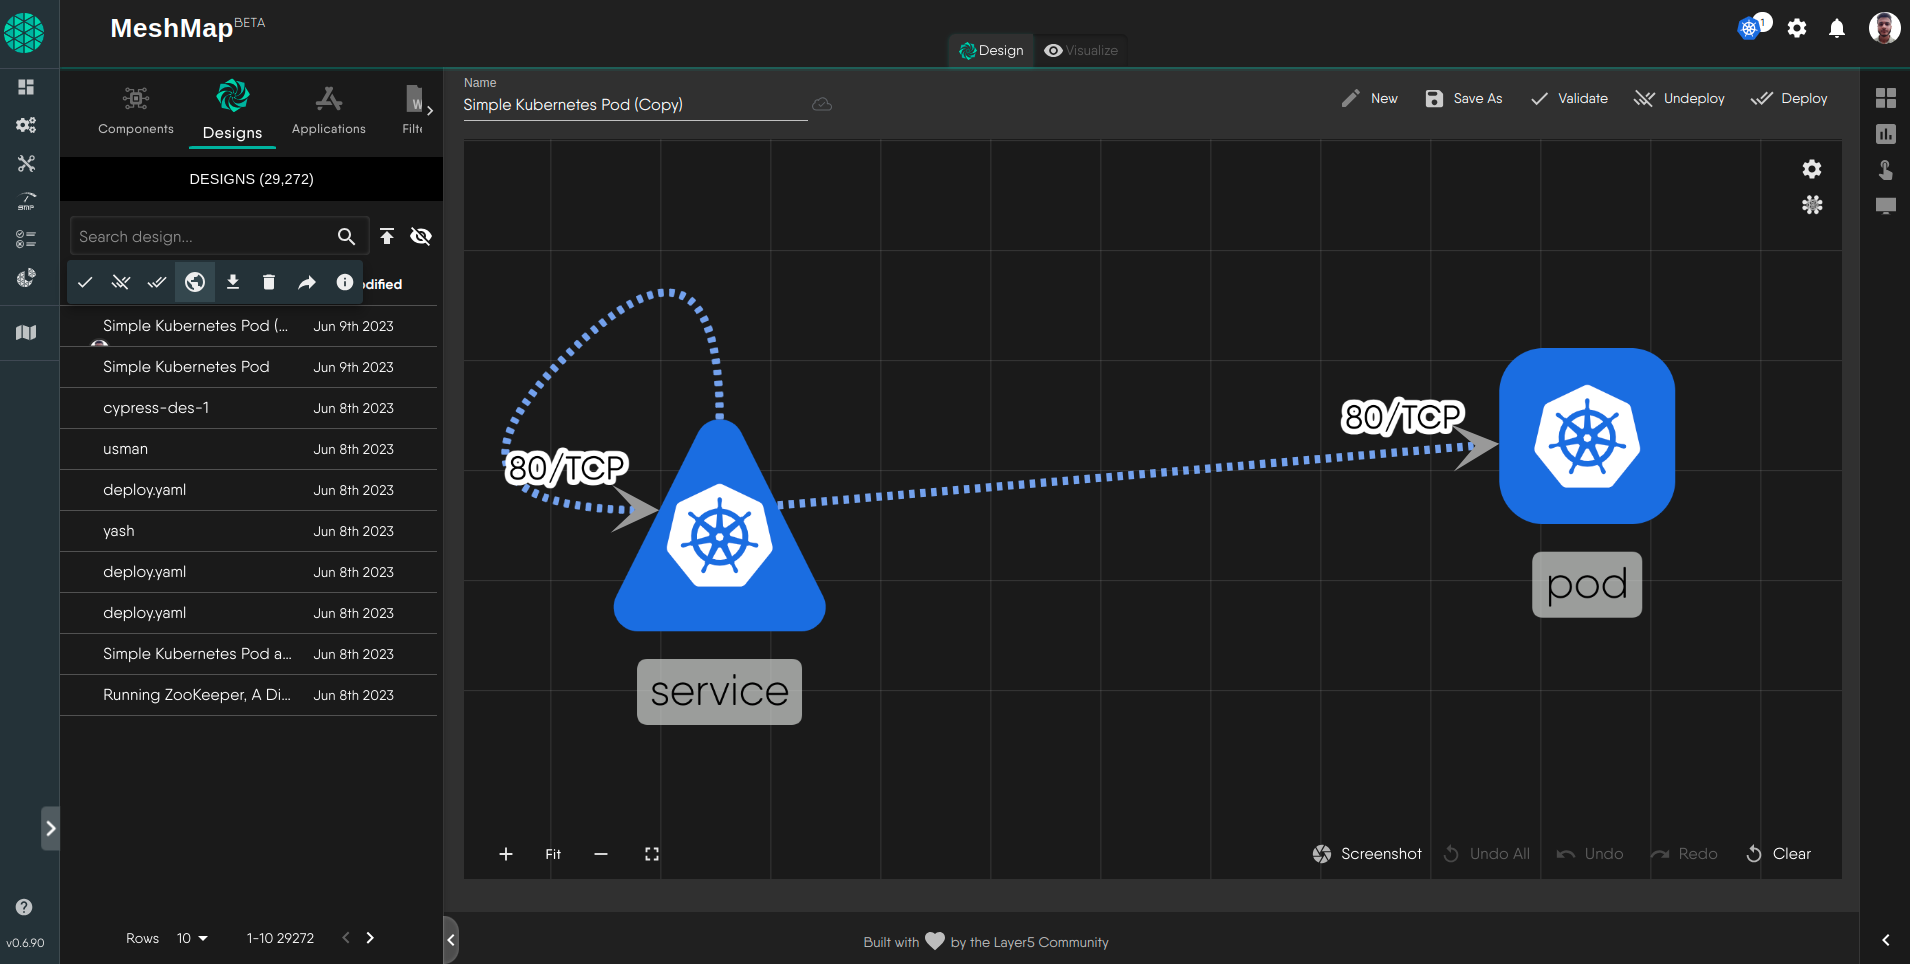 MeshMap BETA
1
Design
Visualize
Components
Designs
Applications
Filte
DESIGNS (29,272)
Search design...
odified
Simple Kubernetes Pod (... Jun 9th 2023
Simple Kubernetes Pod Jun 9th 2023
cypress-des-1 Jun 8th 2023
usman Jun 8th 2023
deploy.yaml Jun 8th 2023
yash Jun 8th 2023
deploy.yaml Jun 8th 2023
deploy.yaml Jun 8th 2023
Simple Kubernetes Pod a... Jun 8th 2023
Running ZooKeeper, A Di... Jun 8th 2023
Rows 10 1-10 29272
SMP
v0.6.90
Name
Simple Kubernetes Pod (Copy)
New
Save As
Validate
Undeploy
Deploy
80/TCP
80/TCP
service
pod
Fit
Screenshot
Undo All
Undo
Redo
Clear
Built with by the Layer5 Community